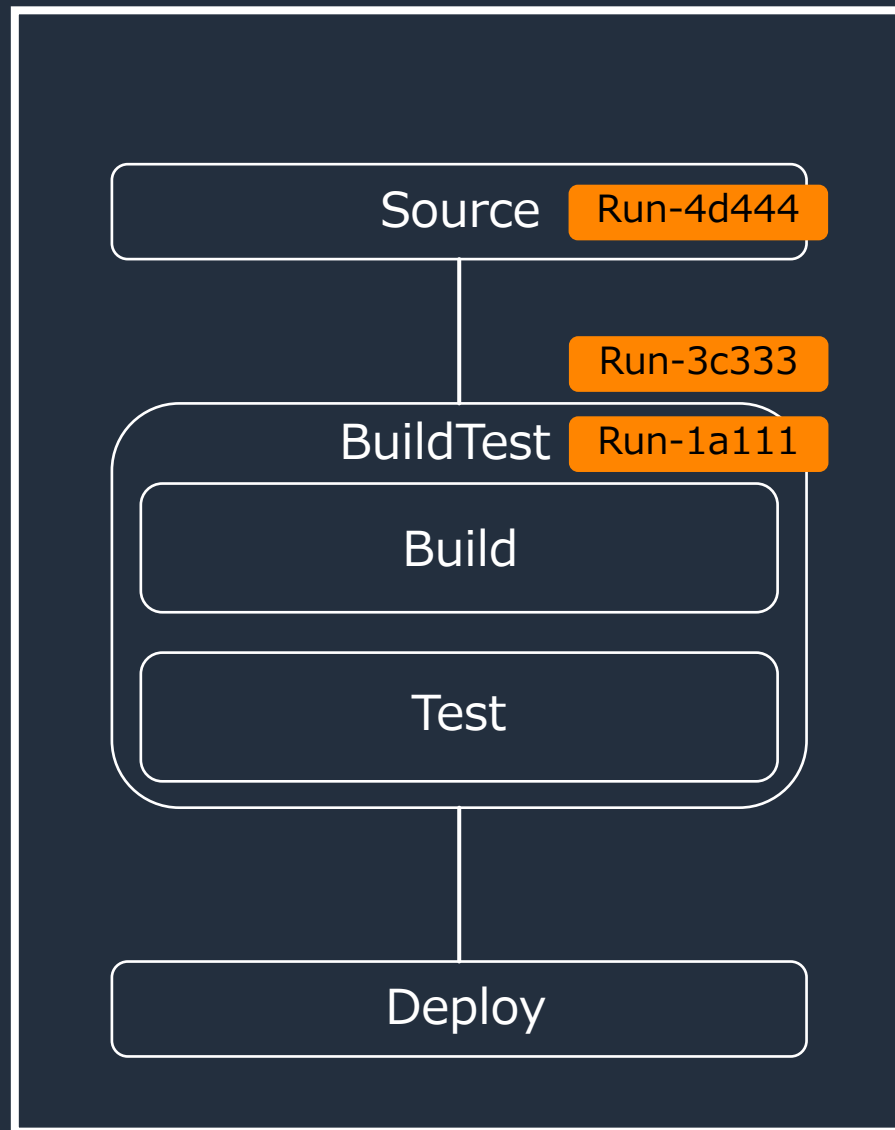 Source
Run-4d444
Run-3c333
BuildTest
Run-1a111
Build
Test
Deploy